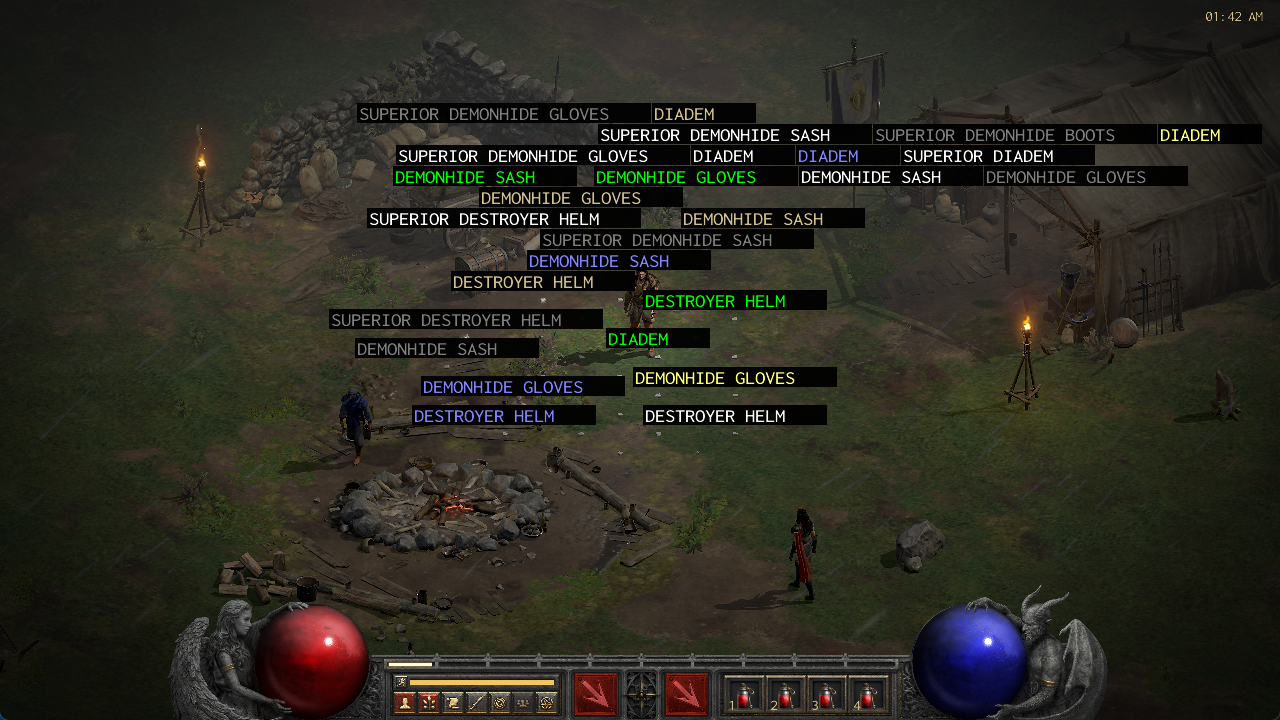 01:42 AM
SUPERIOR DEMONHIDE GLOVES DIADEM
SUPERIOR DEMONHIDE SASH SUPERIOR DEMONHIDE BOOTS DIADEM
SUPERIOR DEMONHIDE GLOVES DIADEM DIADEM SUPERIOR DIADEM
DEMONHIDE SASH DEMONHIDE GLOVES DEMONHIDE SASH DEMONHIDE GLOVES
DEMONHIDE GLOVES
SUPERIOR DESTROYER HELM DEMONHIDE SASH
SUPERIOR DEMONHIDE SASH
DEMONHIDE SASH
DESTROYER HELM
DESTROYER HELM
SUPERIOR DESTROYER HELM
DIADEM
DEMONHIDE SASH
DEMONHIDE GLOVES
DEMONHIDE GLOVES
DESTROYER HELM DESTROYER HELM
1 2 3 4